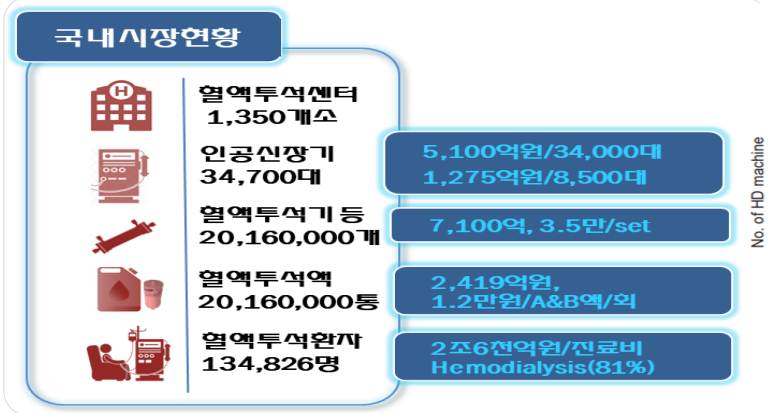 국내시장현황
H
혈액투석센터
1,350개소
인공신장기
34,700대
5,100억원/34,000대
1,275억원/8,500대
혈액투석기 등
20,160,000개
7,100억, 3.5만/set
혈액투석액
20,160,000통
2,419억원,
1.2만원/A&B액/회
혈액투석환자
134,826명
2조6천억원/진료비
Hemodialysis(81%)
No. of HD machine